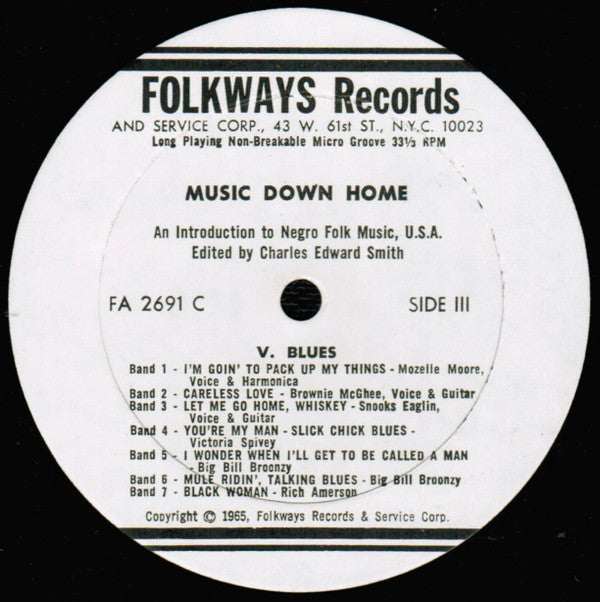 FOLKWAYS Records
AND SERVICE CORP., 43 W. 61st ST., N.Y.C. 10023
Long Playing Non-Breakable Micro Groove 33⅓ RPM
MUSIC DOWN HOME
An Introduction to Negro Folk Music, U.S.A.
Edited by Charles Edward Smith
FA 2691 C SIDE III
V. BLUES
Band 1 - I'M GOIN' TO PACK UP MY THINGS - Mozelle Moore,
Voice & Harmonica
Band 2 - CARELESS LOVE - Brownie McGhee, Voice & Guitar
Band 3 - LET ME GO HOME, WHISKEY - Snooks Eaglin,
Voice & Guitar
Band 4 - YOU'RE MY MAN - SLICK CHICK BLUES -
Victoria Spivey
Band 5 - I WONDER WHEN I'LL GET TO BE CALLED A MAN
- Big Bill Broonzy
Band 6 - MULE RIDIN', TALKING BLUES - Big Bill Broonzy
Band 7 - BLACK WOMAN - Rich Amerson
Copyright © 1965, Folkways Records & Service Corp.